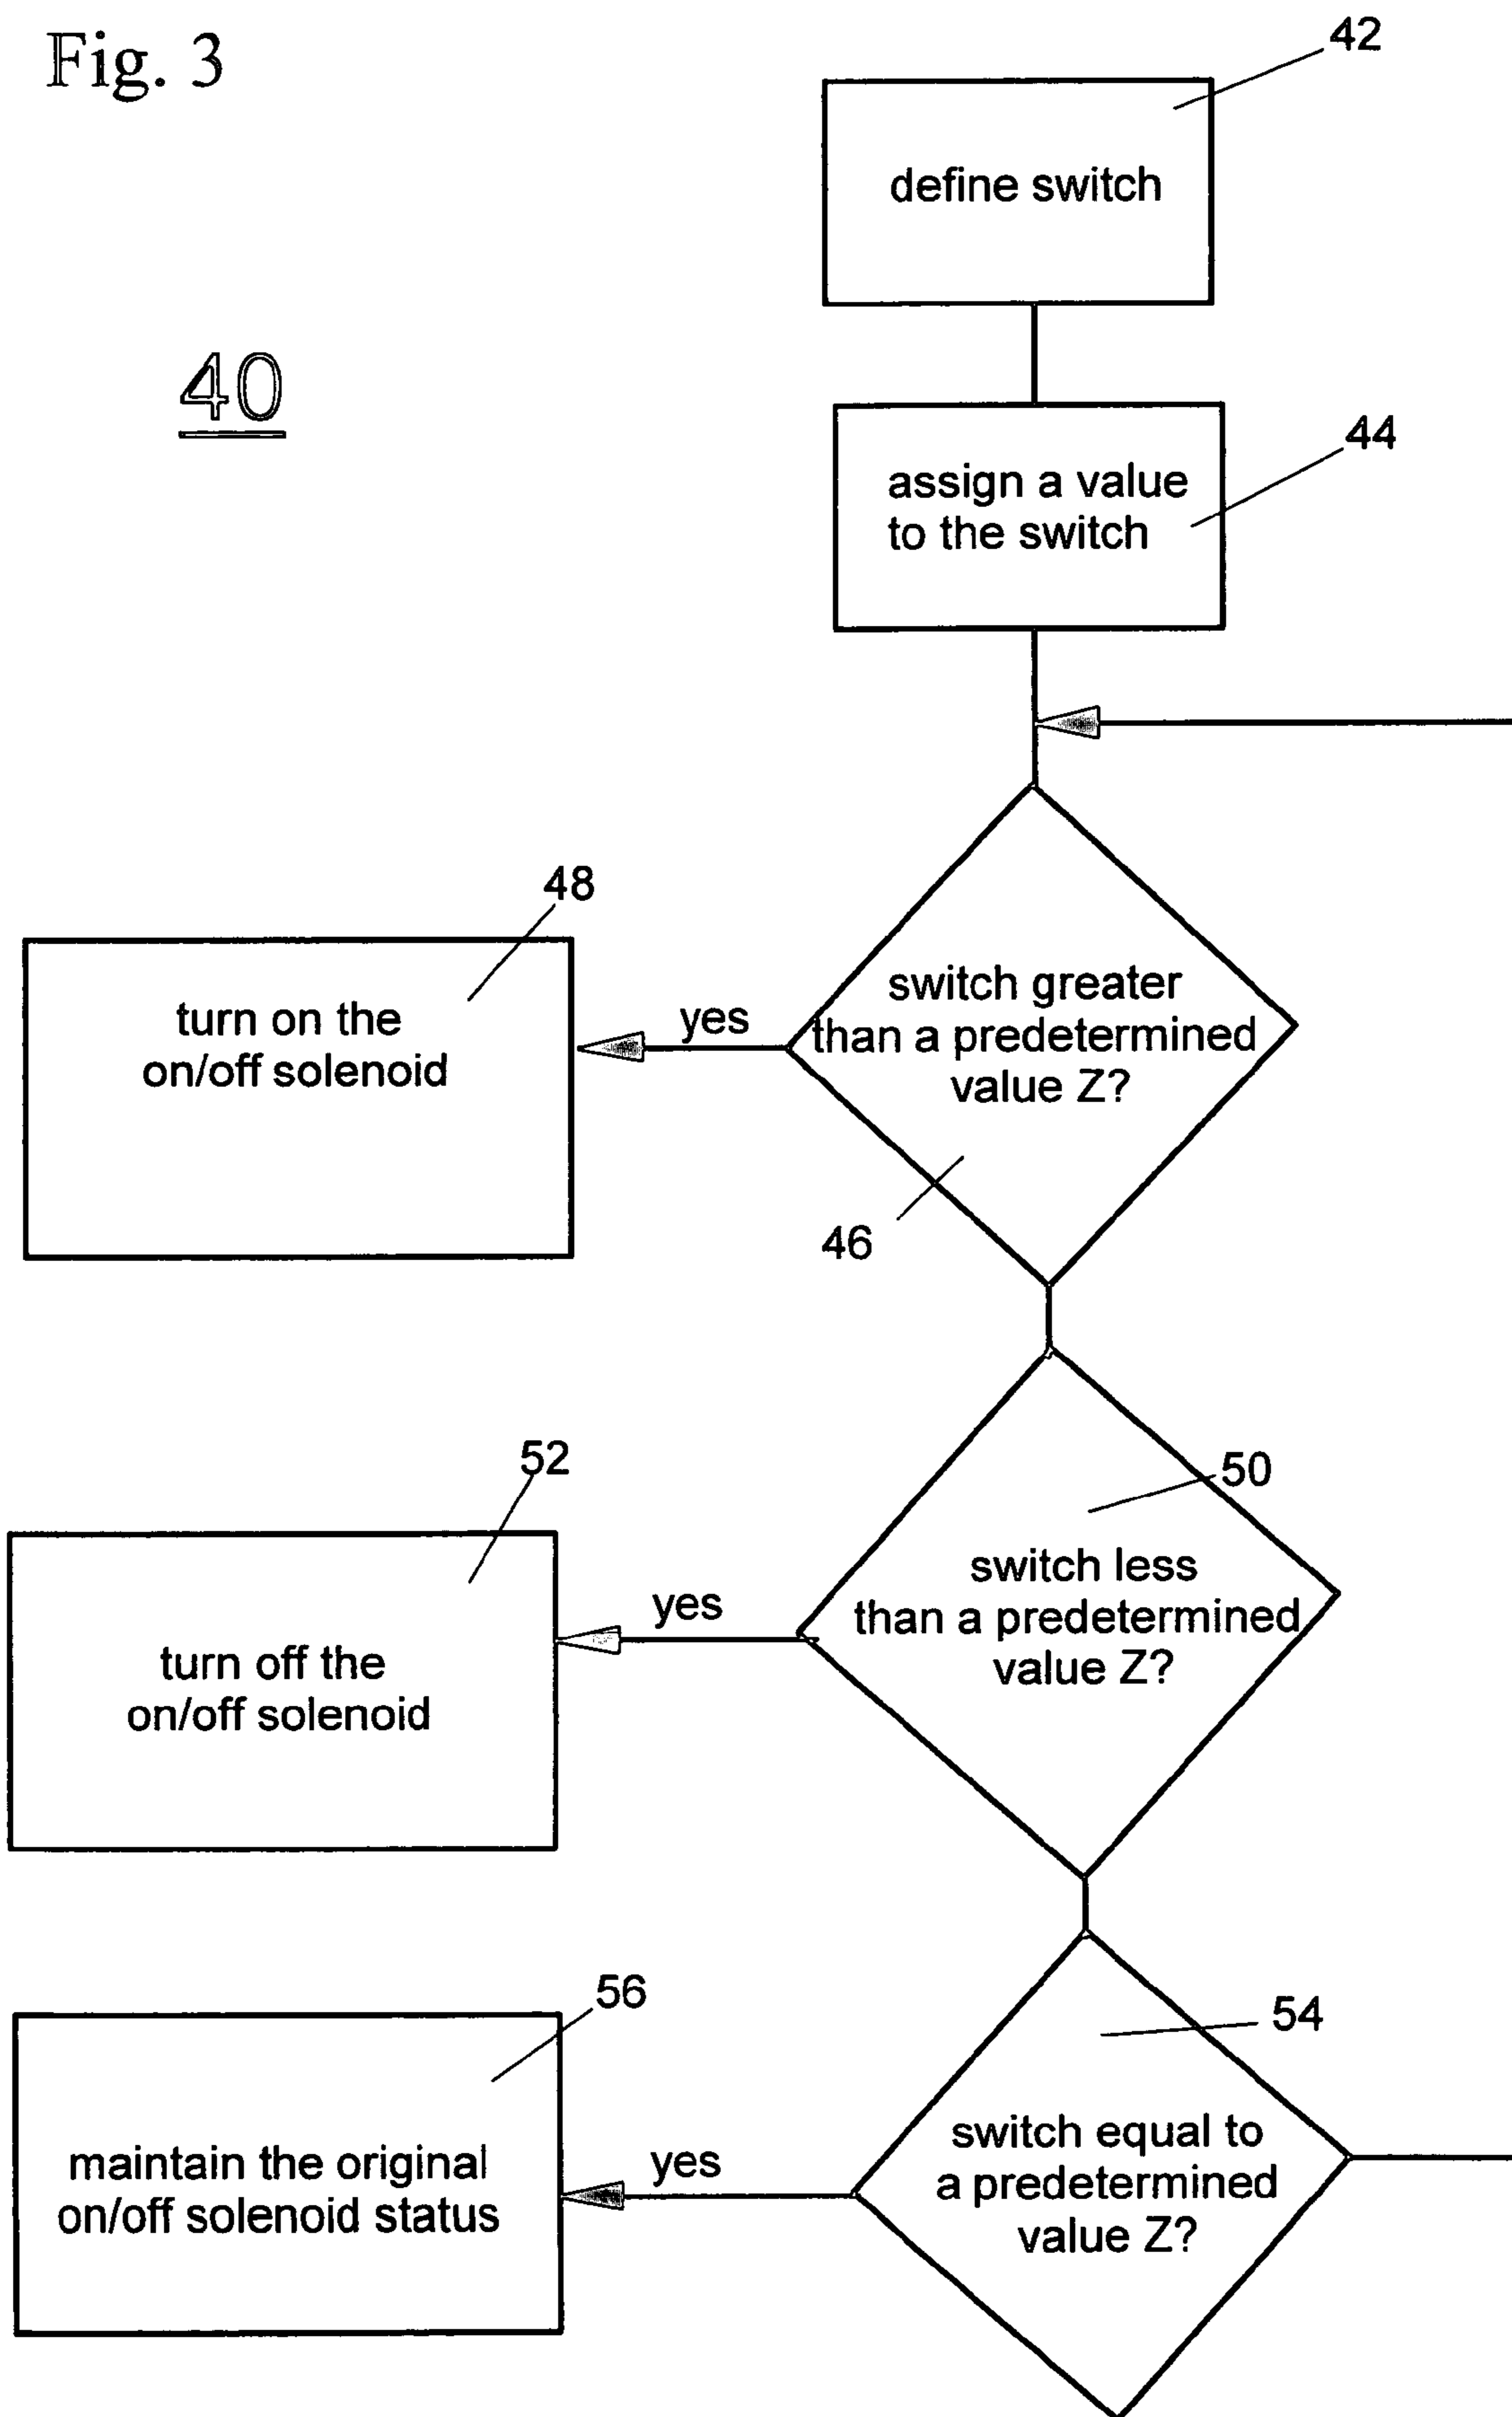 Fig. 3
42
define switch
40
44
assign a value
to the switch
48
turn on the
on/off solenoid
yes
switch greater
than a predetermined
value Z?
46
52
50
turn off the
on/off solenoid
yes
switch less
than a predetermined
value Z?
56
54
maintain the original
on/off solenoid status
yes
switch equal to
a predetermined
value Z?